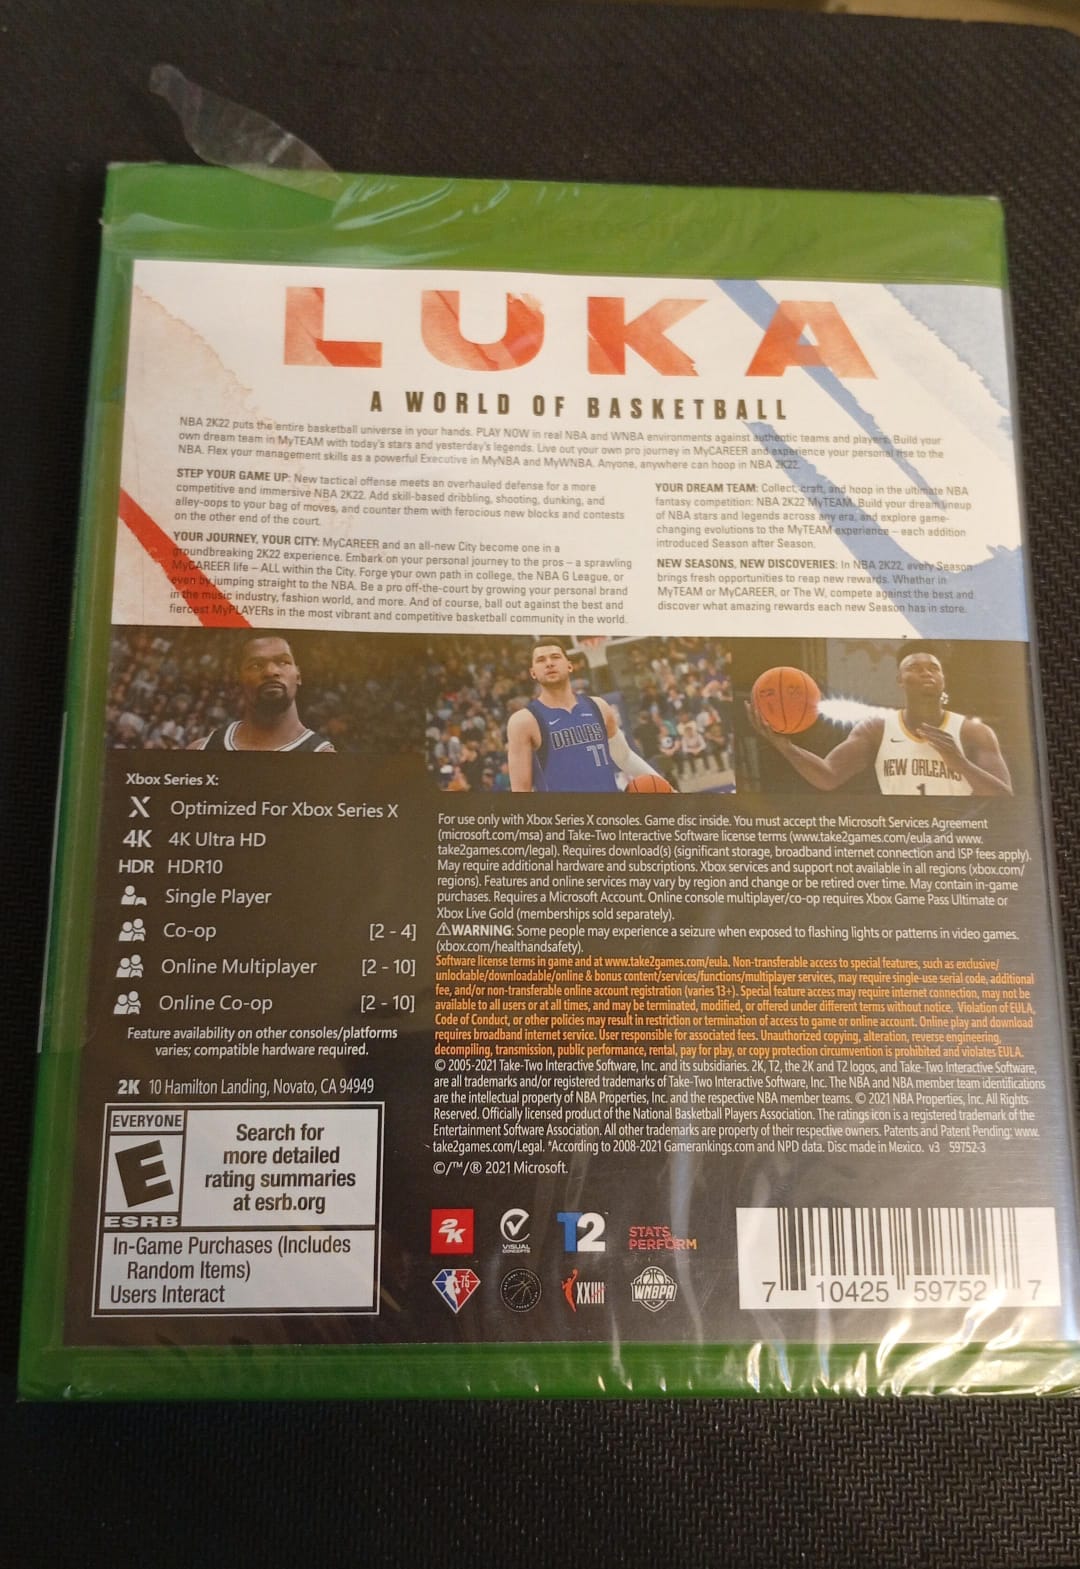 LUKA
A WORLD OF BASKETBALL
NBA 2K22 puts the entire basketball universe in your hands. PLAY NOW in real NBA and WNBA environments against authentic teams and players. Build your
own dream team in MyTEAM with today's stars and yesterday's legends. Live out your own pro journey in MyCAREER and experience your personal rise to the
NBA. Flex your management skills as a powerful Executive in MyNBA and MyWNBA. Anyone, anywhere can hoop in NBA 2K22.
STEP YOUR GAME UP: New tactical offense meets an overhauled defense for a more
competitive and immersive NBA 2K22. Add skill-based dribbling, shooting, dunking, and
alley-oops to your bag of moves, and counter them with ferocious new blocks and contests
on the other end of the court.
YOUR JOURNEY, YOUR CITY: MyCAREER and an all-new City become one in a
groundbreaking 2K22 experience. Embark on your personal journey to the pros – a sprawling
MyCAREER life – ALL within the City. Forge your own path in college, the NBA G League, or
even by jumping straight to the NBA. Be a pro off-the-court by growing your personal brand
in the music industry, fashion world, and more. And of course, ball out against the best and
fiercest MyPLAYERs in the most vibrant and competitive basketball community in the world.
YOUR DREAM TEAM: Collect, craft, and hoop in the ultimate NBA
fantasy competition: NBA 2K22 MyTEAM. Build your dream lineup
of NBA stars and legends across any era, and explore game-
changing evolutions to the MyTEAM experience – each addition
introduced Season after Season.
NEW SEASONS, NEW DISCOVERIES: In NBA 2K22, every Season
brings fresh opportunities to reap new rewards. Whether in
MyTEAM or MyCAREER, or The W, compete against the best and
discover what amazing rewards each new Season has in store.
DALLAS
77
NEW ORLEANS
1
Xbox Series X:
X Optimized For Xbox Series X
4K 4K Ultra HD
HDR HDR10
Single Player
Co-op [2 - 4]
Online Multiplayer [2 - 10]
Online Co-op [2 - 10]
Feature availability on other consoles/platforms
varies; compatible hardware required.
2K 10 Hamilton Landing, Novato, CA 94949
For use only with Xbox Series X consoles. Game disc inside. You must accept the Microsoft Services Agreement
(microsoft.com/msa) and Take-Two Interactive Software license terms (www.take2games.com/eula and www.
take2games.com/legal). Requires download(s) (significant storage, broadband internet connection and ISP fees apply).
May require additional hardware and subscriptions. Xbox services and support not available in all regions (xbox.com/
regions). Features and online services may vary by region and change or be retired over time. May contain in-game
purchases. Requires a Microsoft Account. Online console multiplayer/co-op requires Xbox Game Pass Ultimate or
Xbox Live Gold (memberships sold separately).
⚠WARNING: Some people may experience a seizure when exposed to flashing lights or patterns in video games.
(xbox.com/healthandsafety).
Software license terms in game and at www.take2games.com/eula. Non-transferable access to special features, such as exclusive/
unlockable/downloadable/online & bonus content/services/functions/multiplayer services, may require single-use serial code, additional
fee, and/or non-transferable online account registration (varies 13+). Special feature access may require internet connection, may not be
available to all users or at all times, and may be terminated, modified, or offered under different terms without notice. Violation of EULA,
Code of Conduct, or other policies may result in restriction or termination of access to game or online account. Online play and download
requires broadband internet service. User responsible for associated fees. Unauthorized copying, alteration, reverse engineering,
decompiling, transmission, public performance, rental, pay for play, or copy protection circumvention is prohibited and violates EULA.
© 2005-2021 Take-Two Interactive Software, Inc. and its subsidiaries. 2K, T2, the 2K and T2 logos, and Take-Two Interactive Software,
are all trademarks and/or registered trademarks of Take-Two Interactive Software, Inc. The NBA and NBA member team identifications
are the intellectual property of NBA Properties, Inc. and the respective NBA member teams. © 2021 NBA Properties, Inc. All Rights
Reserved. Officially licensed product of the National Basketball Players Association. The ratings icon is a registered trademark of the
Entertainment Software Association. All other trademarks are property of their respective owners. Patents and Patent Pending: www.
take2games.com/Legal. *According to 2008-2021 Gamerankings.com and NPD data. Disc made in Mexico. v3 59752-3
©/™/® 2021 Microsoft.
EVERYONE
E
ESRB
Search for
more detailed
rating summaries
at esrb.org
In-Game Purchases (Includes
Random Items)
Users Interact
2K
VISUAL
CONCEPTS
T2
STATS
PERFORM
75
XXIIIII
WNBPA
7 10425 59752 7